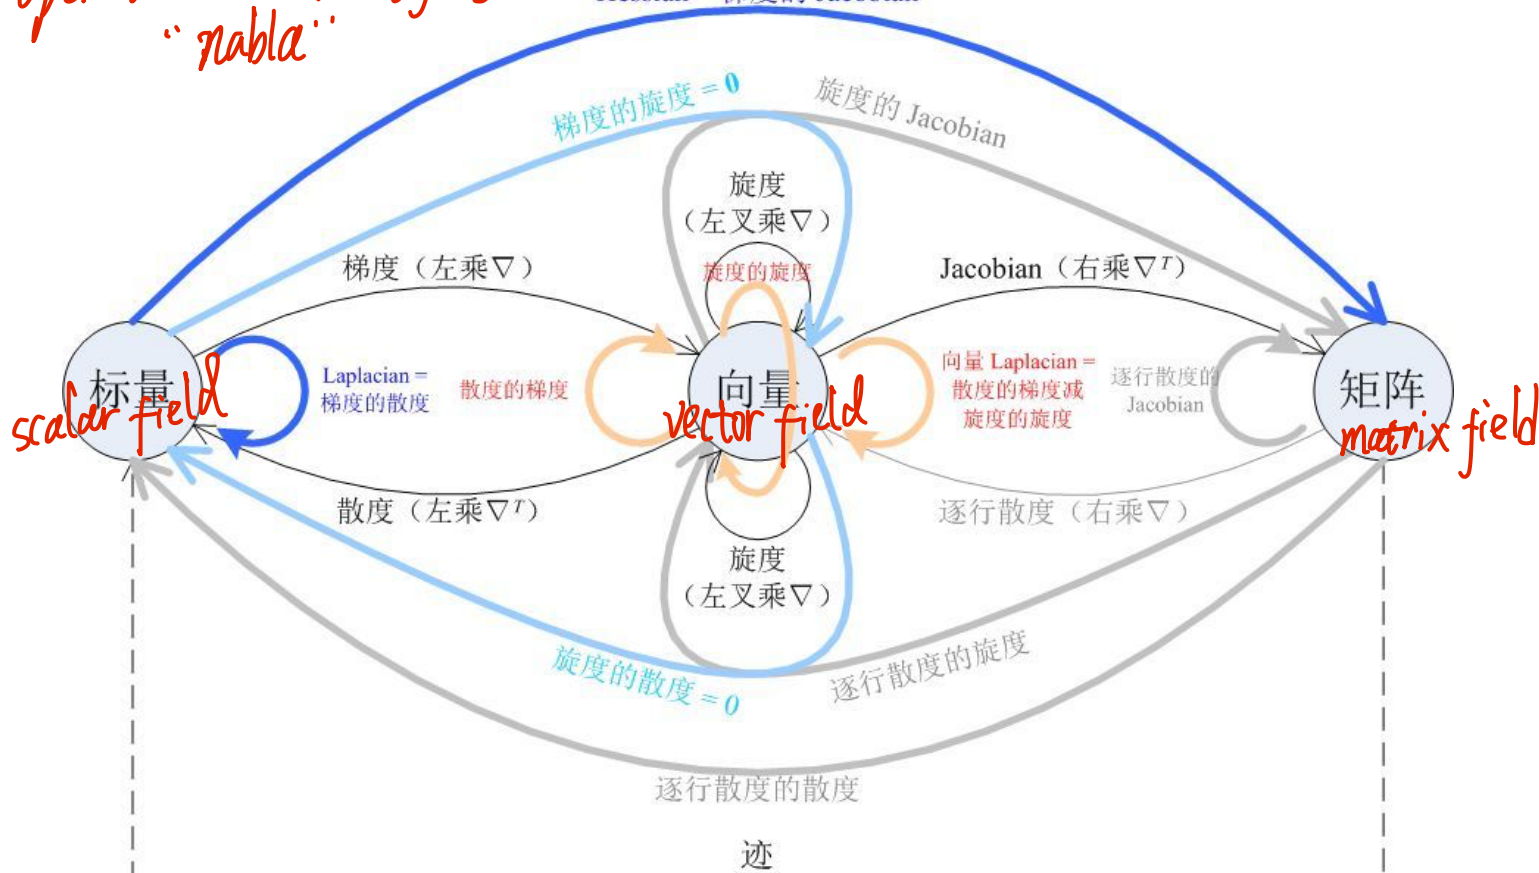 "nabla"
梯度的旋度 = 0
旋度的 Jacobian
旋度
（左叉乘∇）
旋度的旋度
梯度（左乘∇）
Jacobian（右乘∇ᵀ）
标量
scalar field
Laplacian =
梯度的散度
散度的梯度
向量
vector field
向量 Laplacian =
散度的梯度减
旋度的旋度
逐行散度的
Jacobian
矩阵
matrix field
散度（左乘∇ᵀ）
逐行散度（右乘∇）
旋度
（左叉乘∇）
旋度的散度 = 0
逐行散度的旋度
逐行散度的散度
迹